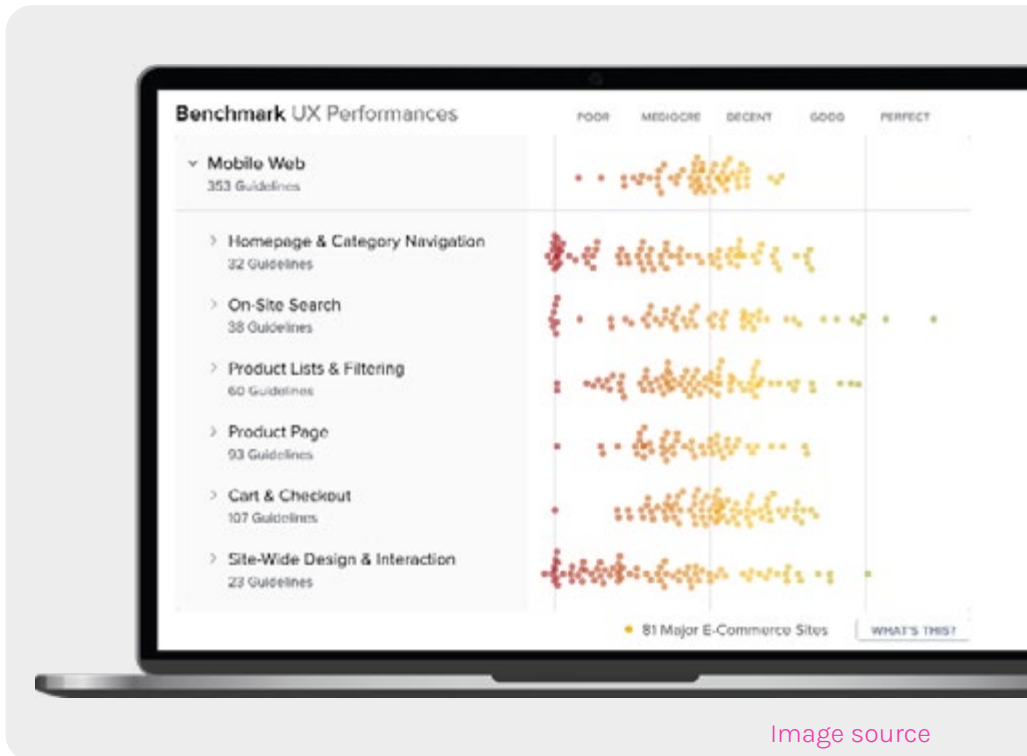 Benchmark UX Performances
POOR MEDIOCRE DECENT GOOD PERFECT
Mobile Web
353 Guidelines
Homepage & Category Navigation
32 Guidelines
On-Site Search
38 Guidelines
Product Lists & Filtering
60 Guidelines
Product Page
93 Guidelines
Cart & Checkout
107 Guidelines
Site-Wide Design & Interaction
23 Guidelines
81 Major E-Commerce Sites
WHAT'S THIS?
Image source